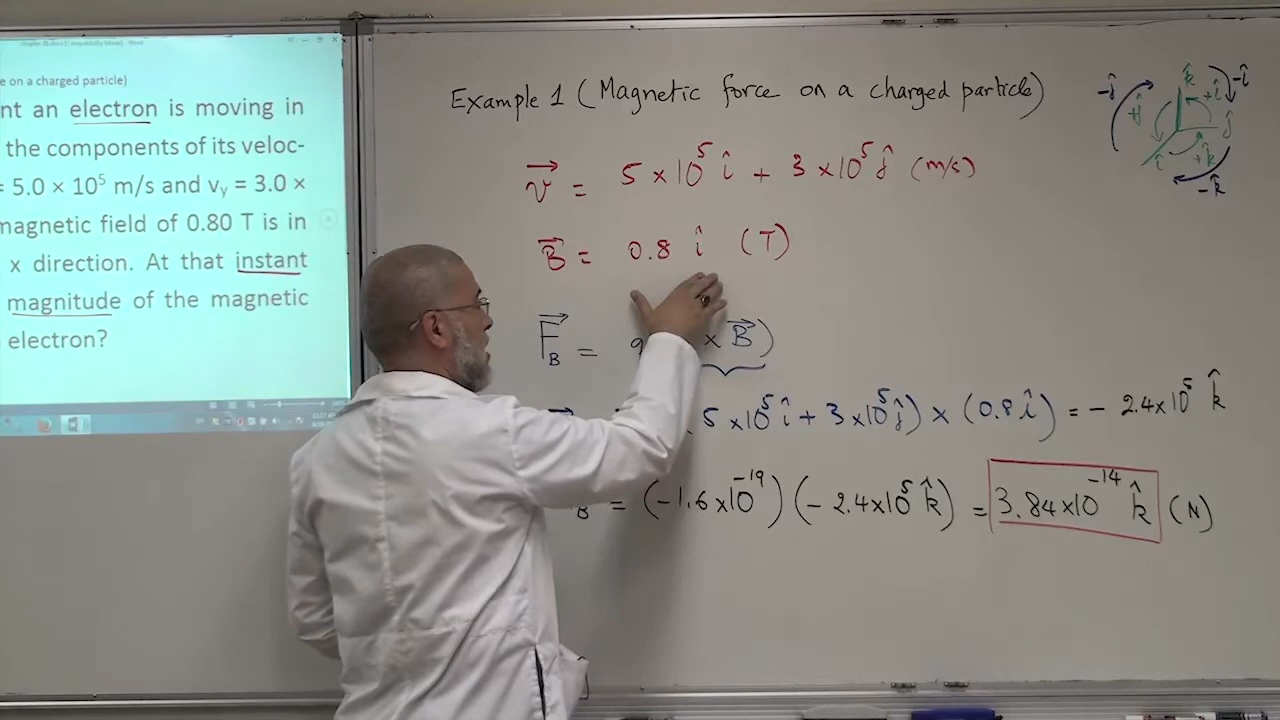 e on a charged particle)
nt an electron is moving in
the components of its veloc-
= 5.0 × 10⁵ m/s and vᵧ = 3.0 ×
magnetic field of 0.80 T is in
x direction. At that instant
magnitude of the magnetic
electron?
Example 1 (Magnetic force on a charged particle)
v⃗ = 5×10⁵ î + 3×10⁵ ĵ (m/s)
B⃗ = 0.8 î (T)
F⃗_B = q × B⃗)
5×10⁵ î + 3×10⁵ ĵ) × (0.8 î) = - 2.4×10⁵ k̂
B = (-1.6×10⁻¹⁹) (- 2.4×10⁵ k̂) = 3.84×10⁻¹⁴ k̂ (N)
k̂ -î
-ĵ +ĵ +î ĵ
î +k̂
-k̂